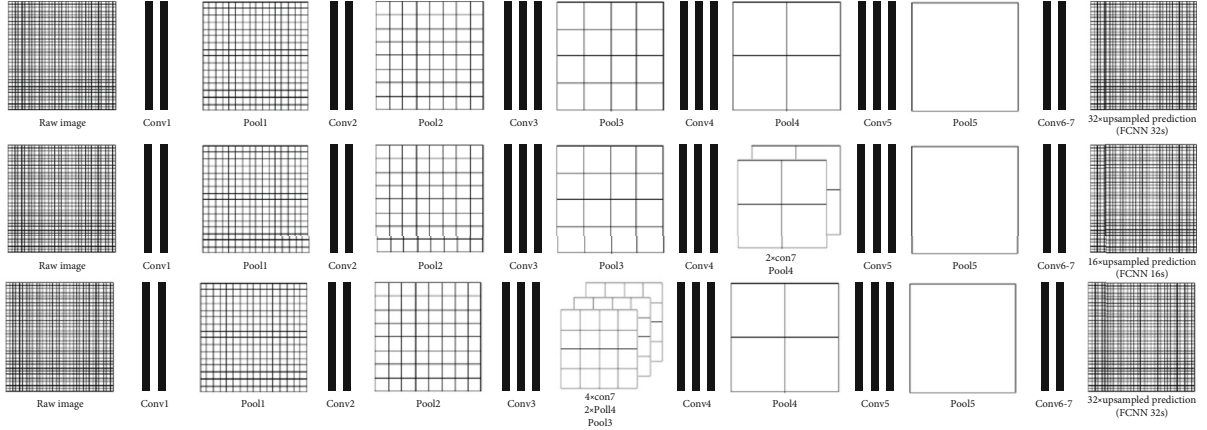 Raw image Conv1 Pool1 Conv2 Pool2 Conv3 Pool3 Conv4 Pool4 Conv5 Pool5 Conv6-7 32×upsampled prediction
(FCNN 32s)
Raw image Conv1 Pool1 Conv2 Pool2 Conv3 Pool3 Conv4 2×con7 Conv5 Pool5 Conv6-7 16×upsampled prediction
Pool4 (FCNN 16s)
Raw image Conv1 Pool1 Conv2 Pool2 Conv3 4×con7 Conv4 Pool4 Conv5 Pool5 Conv6-7 32×upsampled prediction
2×Poll4 (FCNN 32s)
Pool3